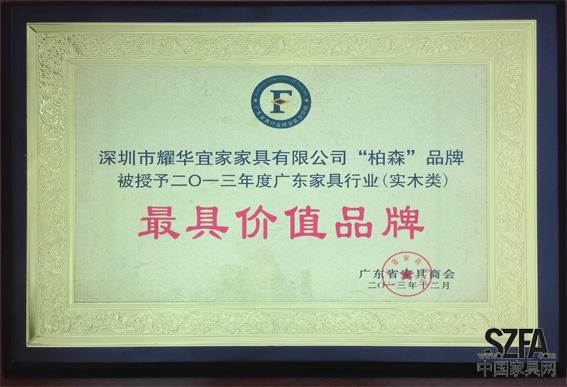 F
深圳市耀华宜家家具有限公司“柏森”品牌
被授予二〇一三年度广东家具行业(实木类)
最具价值品牌
广东省家具商会
二〇一三年十二月
SZFA
中国家具网